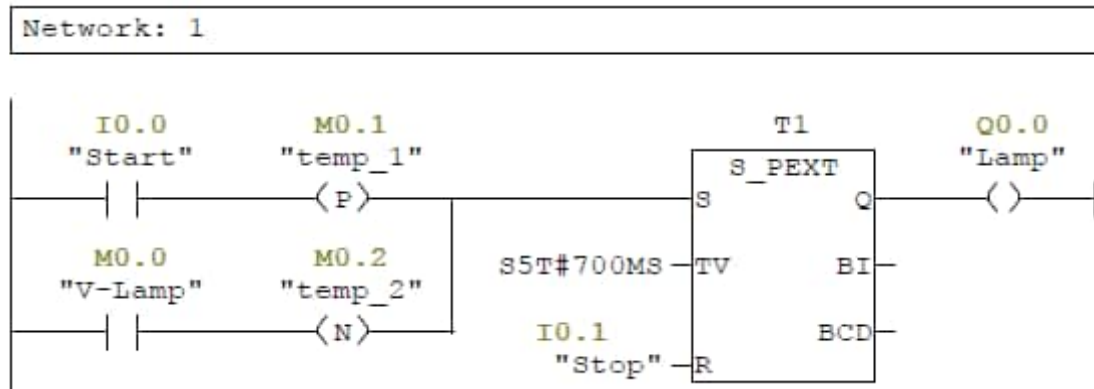 Network: 1
I0.0 M0.1 T1 Q0.0
"Start" "temp_1" "Lamp"
S_PEXT
P S Q
M0.0 M0.2 S5T#700MS TV BI
"V-Lamp" "temp_2"
N I0.1 BCD
"Stop" R